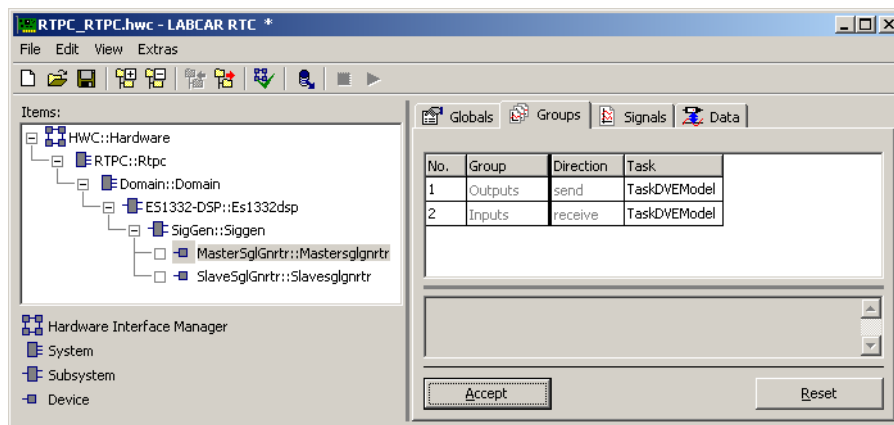 RTPC_RTPC.hwc - LABCAR RTC *
File Edit View Extras
Items:
HWC::Hardware
RTPC::Rtpc
Domain::Domain
ES1332-DSP::Es1332dsp
SigGen::Siggen
MasterSglGnrtr::Mastersglgnrtr
SlaveSglGnrtr::Slavesglgnrtr
Hardware Interface Manager
System
Subsystem
Device
Globals Groups Signals Data
No. Group Direction Task
1 Outputs send TaskDVEModel
2 Inputs receive TaskDVEModel
Accept Reset